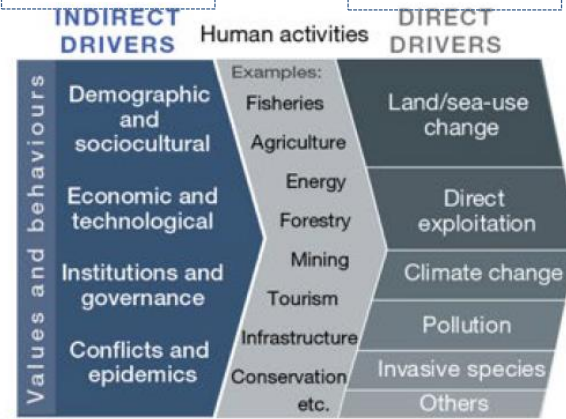 INDIRECT
DRIVERS
Human activities
DIRECT
DRIVERS
Values and behaviours
Demographic
and
sociocultural
Economic and
technological
Institutions and
governance
Conflicts and
epidemics
Examples:
Fisheries
Agriculture
Energy
Forestry
Mining
Tourism
Infrastructure
Conservation
etc.
Land/sea-use
change
Direct
exploitation
Climate change
Pollution
Invasive species
Others